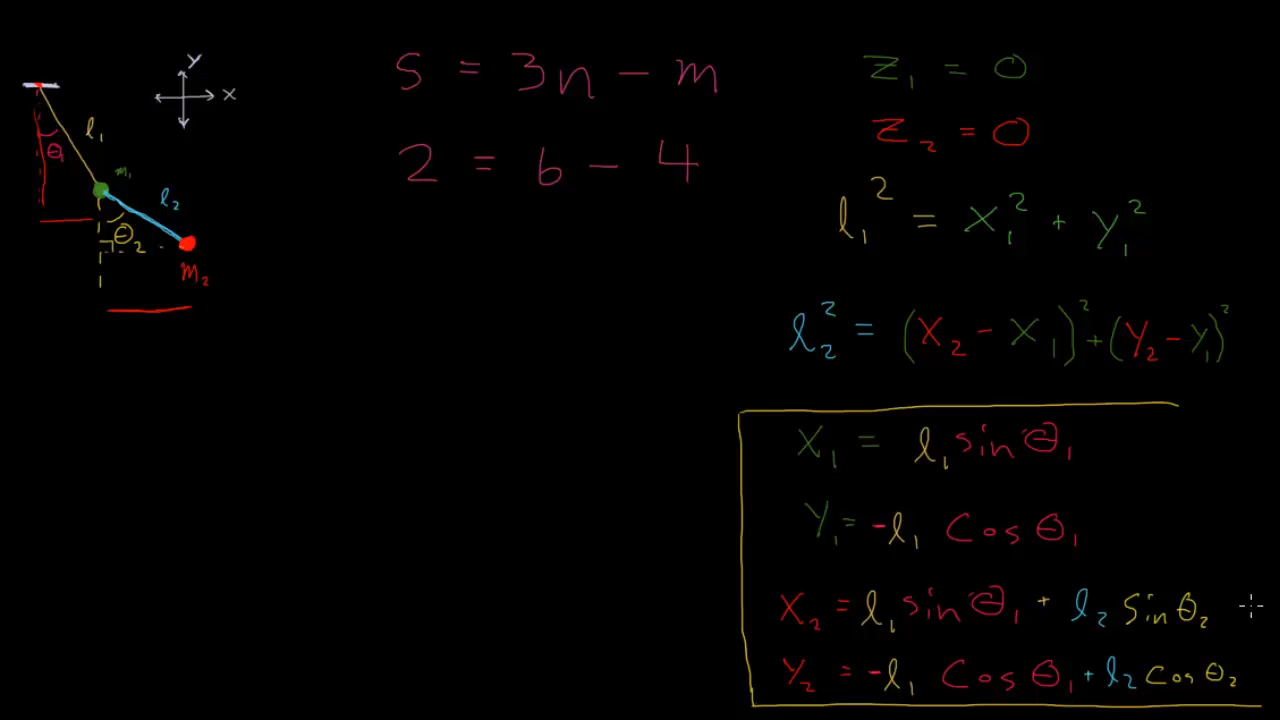 Y
X
l₁
θ₁
m₁
l₂
θ₂
m₂
S = 3n - m
2 = 6 - 4
Z₁ = 0
Z₂ = 0
l₁² = X₁² + Y₁²
l₂² = (X₂ - X₁)² + (Y₂ - Y₁)²
X₁ = l₁ sin θ₁
Y₁ = -l₁ Cos θ₁
X₂ = l₁ sin θ₁ + l₂ Sin θ₂
Y₂ = -l₁ Cos θ₁ + l₂ Cos θ₂